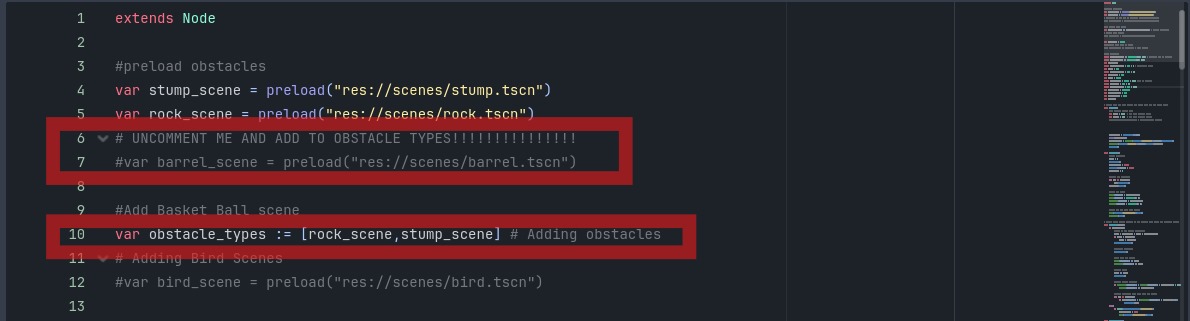 1 extends Node
2
3 #preload obstacles
4 var stump_scene = preload("res://scenes/stump.tscn")
5 var rock_scene = preload("res://scenes/rock.tscn")
6 # UNCOMMENT ME AND ADD TO OBSTACLE TYPES!!!!!!!!!!!!!!!
7 #var barrel_scene = preload("res://scenes/barrel.tscn")
8
9 #Add Basket Ball scene
10 var obstacle_types := [rock_scene,stump_scene] # Adding obstacles
11 # Adding Bird Scenes
12 #var bird_scene = preload("res://scenes/bird.tscn")
13